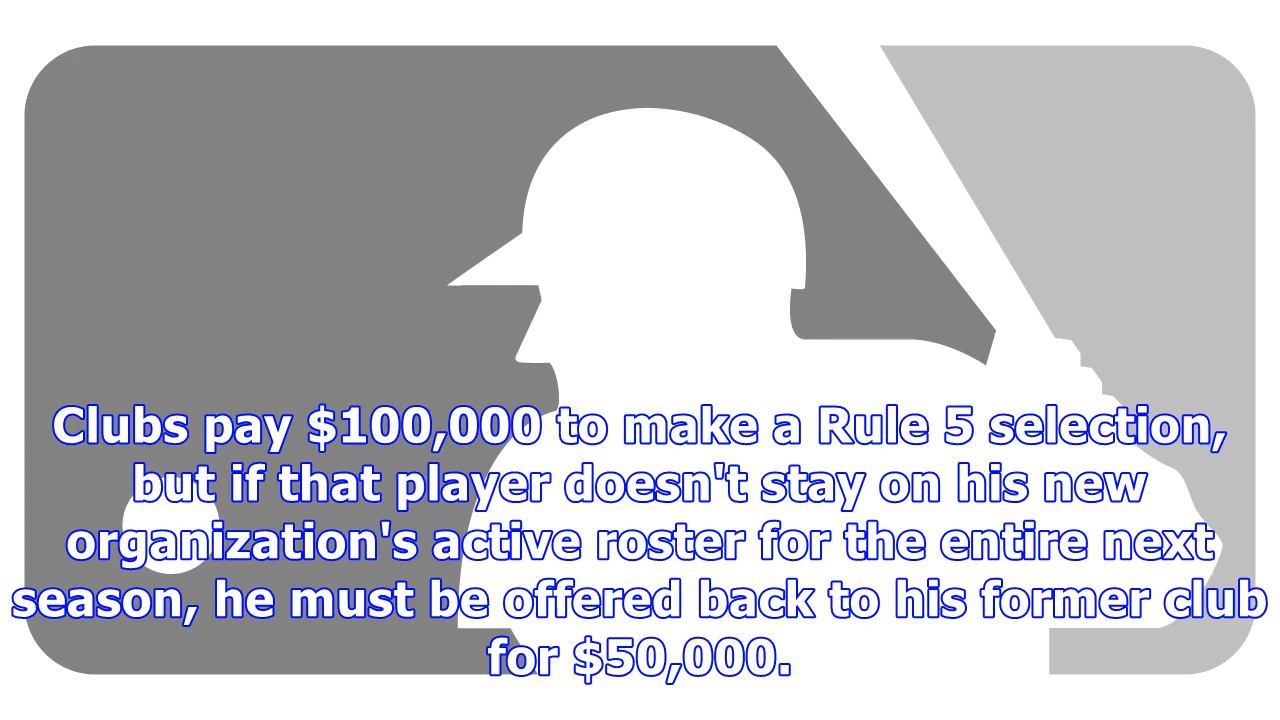 Clubs pay $100,000 to make a Rule 5 selection,
but if that player doesn't stay on his new
organization's active roster for the entire next
season, he must be offered back to his former club
for $50,000.